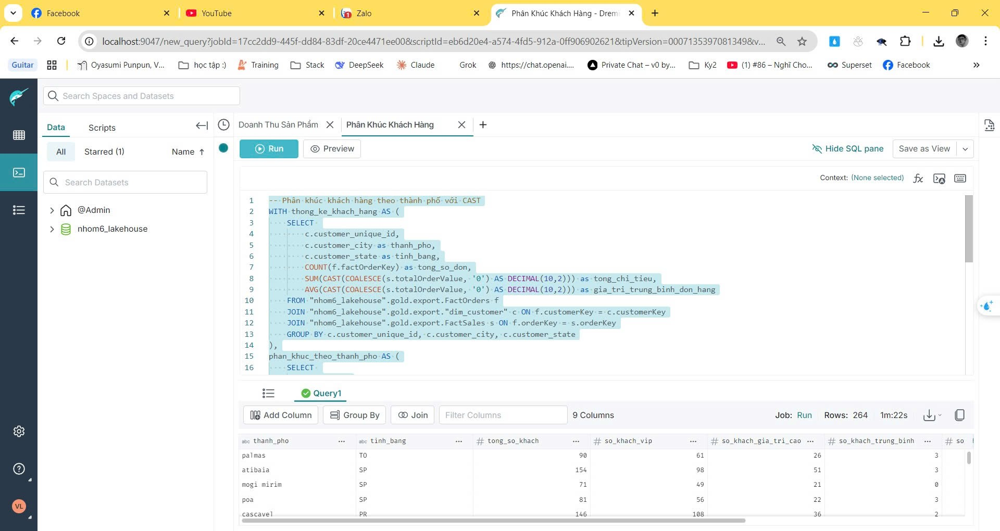 Facebook
YouTube
1
Zalo
Phân Khúc Khách Hàng - Drem
localhost:9047/new_query?jobId=17cc2dd9-445f-dd84-83df-20ce4471ee00&scriptId=eb6d20e4-a574-4fd5-912a-0ff906902621&tipVersion=0007135397081349&v...
Guitar
Oyasumi Punpun, V...
học tập :)
Training
Stack
DeepSeek
Claude
Grok
https://chat.openai....
Private Chat – v0 by...
Ky2
(1) #86 – Nghĩ Cho...
Superset
Facebook
Search Spaces and Datasets
Data
Scripts
Doanh Thu Sản Phẩm
Phân Khúc Khách Hàng
All
Starred (1)
Name
Run
Preview
Hide SQL pane
Save as View
Search Datasets
Context: (None selected)
@Admin
nhom6_lakehouse
1 -- Phân khúc khách hàng theo thành phố với CAST
2 WITH thong_ke_khach_hang AS (
3 SELECT
4 c.customer_unique_id,
5 c.customer_city as thanh_pho,
6 c.customer_state as tinh_bang,
7 COUNT(f.factOrderKey) as tong_so_don,
8 SUM(CAST(COALESCE(s.totalOrderValue, '0') AS DECIMAL(10,2))) as tong_chi_tieu,
9 AVG(CAST(COALESCE(s.totalOrderValue, '0') AS DECIMAL(10,2))) as gia_tri_trung_binh_don_hang
10 FROM "nhom6_lakehouse".gold.export.FactOrders f
11 JOIN "nhom6_lakehouse".gold.export."dim_customer" c ON f.customerKey = c.customerKey
12 JOIN "nhom6_lakehouse".gold.export.FactSales s ON f.orderKey = s.orderKey
13 GROUP BY c.customer_unique_id, c.customer_city, c.customer_state
14 ),
15 phan_khuc_theo_thanh_pho AS (
16 SELECT
Query1
Add Column
Group By
Join
Filter Columns
9 Columns
Job: Run
Rows: 264
1m:22s
abc thanh_pho ... abc tinh_bang ... # tong_so_khach ... # so_khach_vip ... # so_khach_gia_tri_cao ... # so_khach_trung_binh ... # so
palmas TO 90 61 26 3
atibaia SP 154 98 51 3
mogi mirim SP 71 49 21 0
poa SP 81 56 22 3
cascavel PR 146 108 36 2
VL